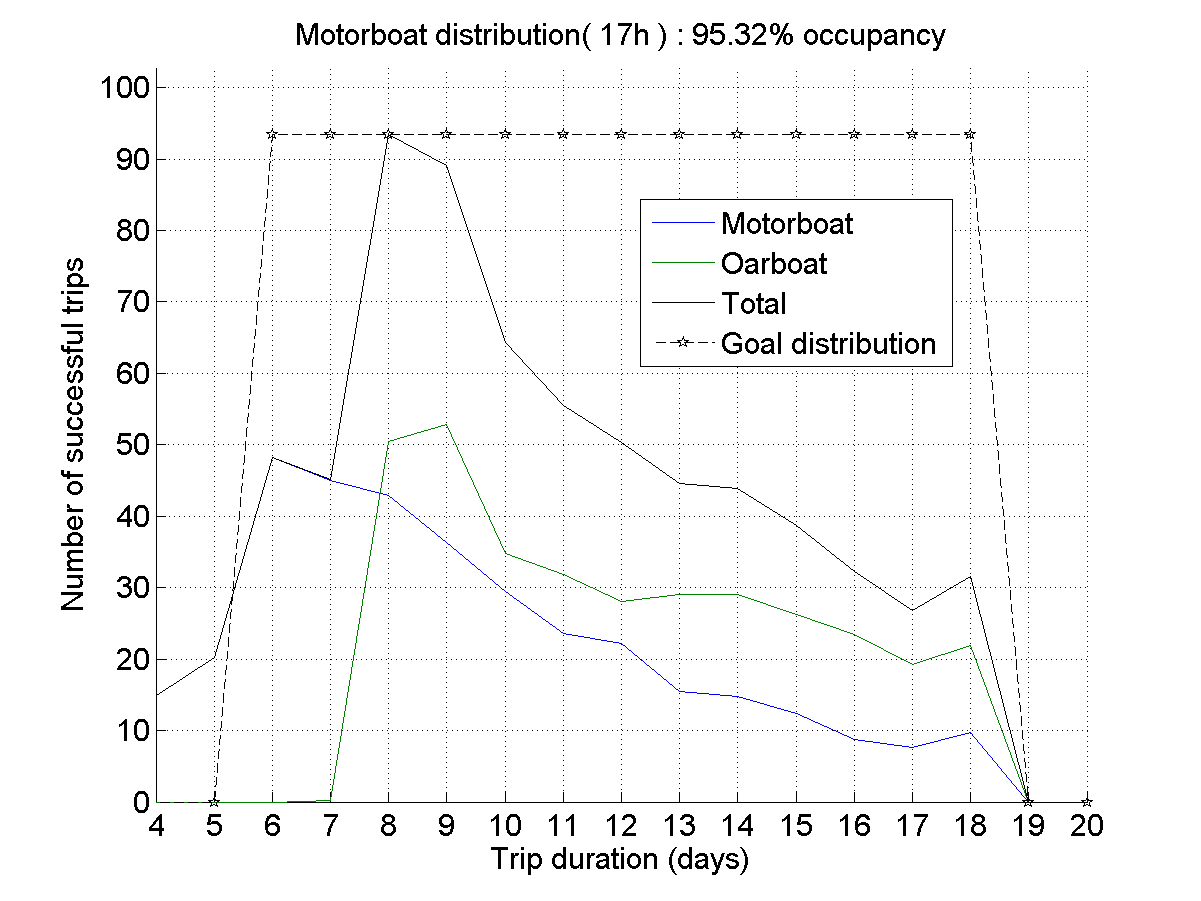 Motorboat distribution( 17h ) : 95.32% occupancy
Number of successful trips
100
90
80
70
60
50
40
30
20
10
0
Motorboat
Oarboat
Total
Goal distribution
4 5 6 7 8 9 10 11 12 13 14 15 16 17 18 19 20
Trip duration (days)